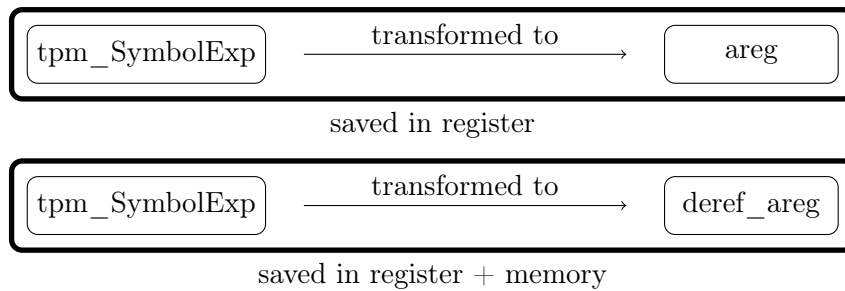 transformed to
tpm_SymbolExp areg
saved in register
transformed to
tpm_SymbolExp deref_areg
saved in register + memory